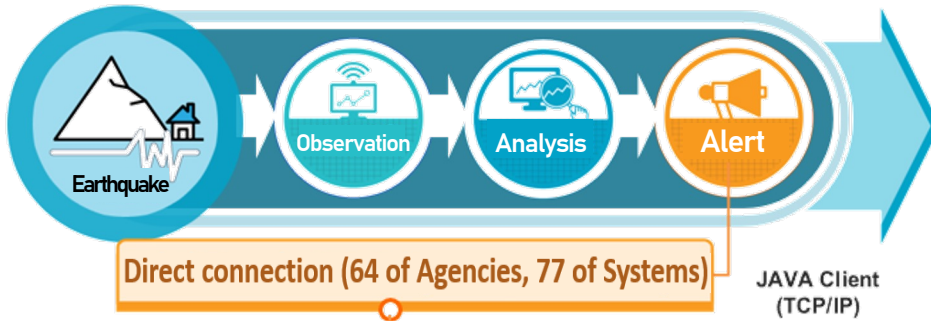 Earthquake
Observation
Analysis
Alert
Direct connection (64 of Agencies, 77 of Systems)
JAVA Client
(TCP/IP)